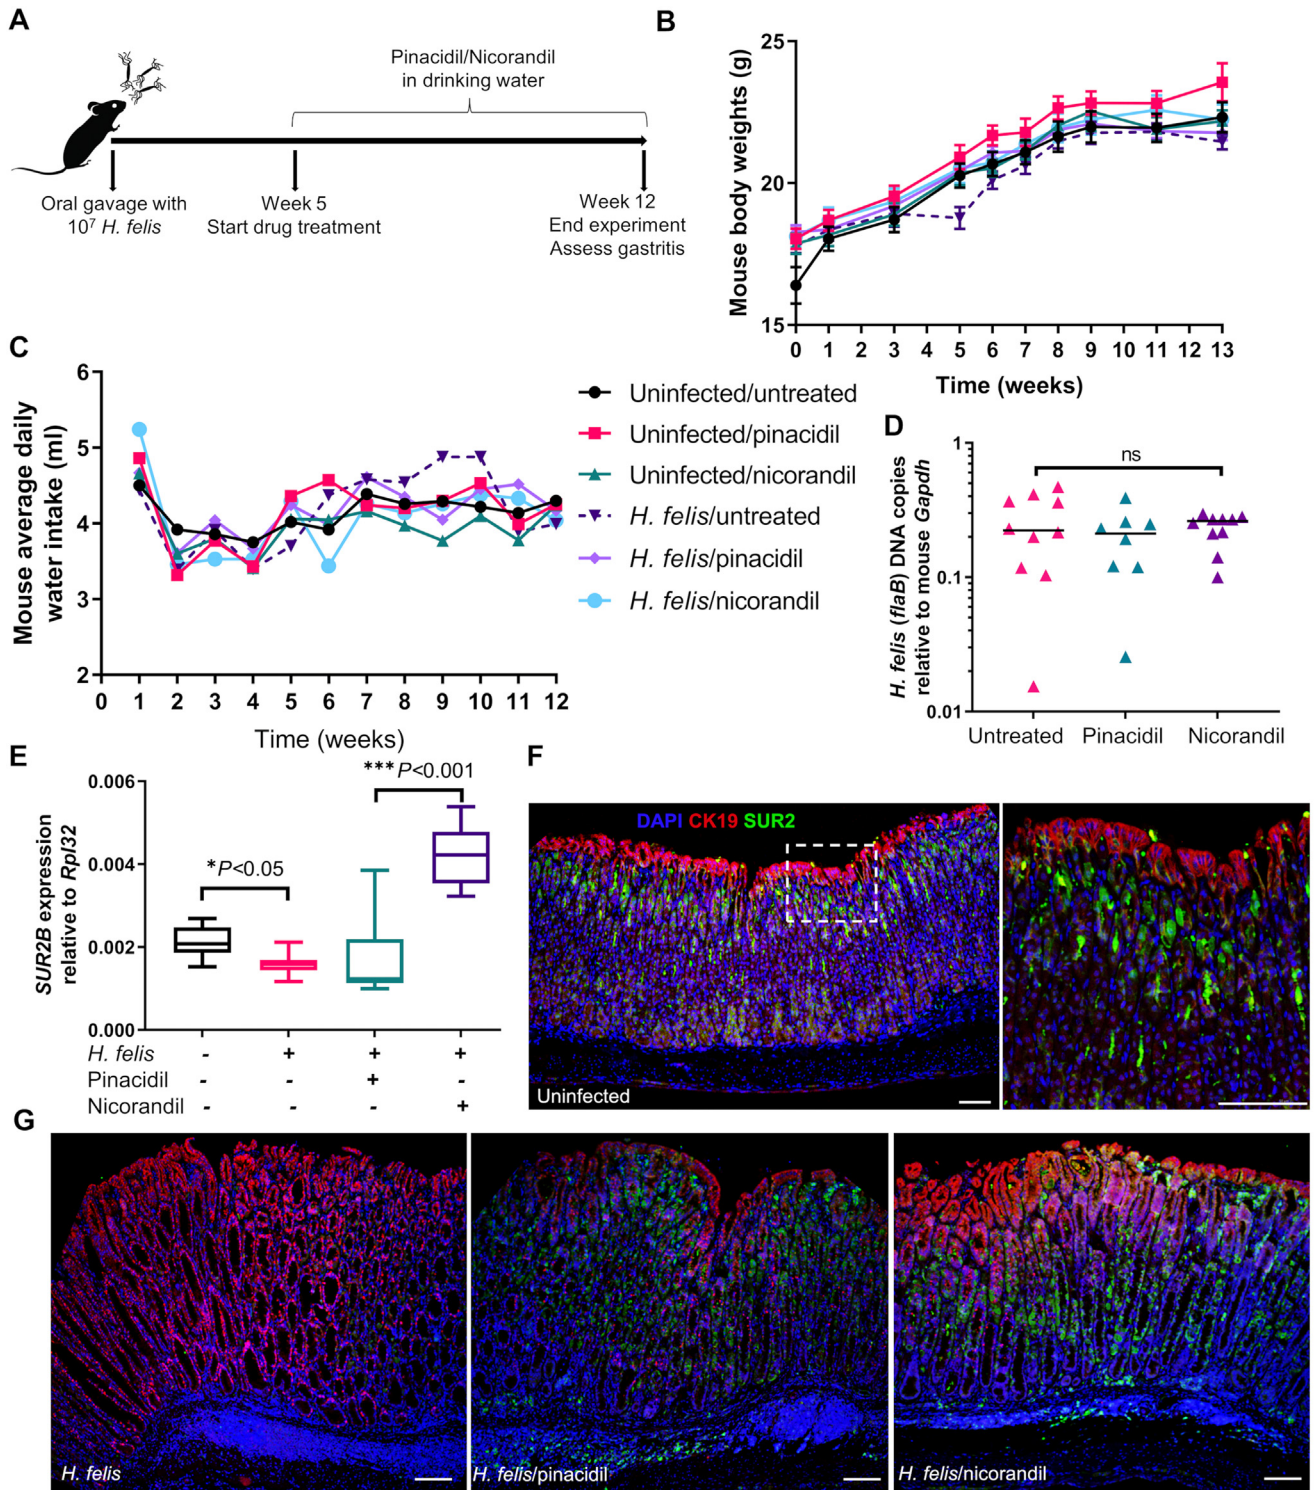 A
Pinacidil/Nicorandil
in drinking water
Oral gavage with
10⁷ H. felis
Week 5
Start drug treatment
Week 12
End experiment
Assess gastritis
B
Mouse body weights (g)
25
20
15
0 1 2 3 5 6 7 8 9 10 11 12 13
Time (weeks)
C
Mouse average daily
water intake (ml)
6
5
4
3
2
0 1 2 3 4 5 6 7 8 9 10 11 12
Time (weeks)
Uninfected/untreated
Uninfected/pinacidil
Uninfected/nicorandil
H. felis/untreated
H. felis/pinacidil
H. felis/nicorandil
D
H. felis (flaB) DNA copies
relative to mouse Gapdh
1
0.1
0.01
ns
Untreated Pinacidil Nicorandil
E
SUR2B expression
relative to Rpl32
0.006
0.004
0.002
0.000
*P<0.05
***P<0.001
H. felis - + + +
Pinacidil - - + -
Nicorandil - - - +
F
DAPI CK19 SUR2
Uninfected
G
H. felis
H. felis/pinacidil
H. felis/nicorandil